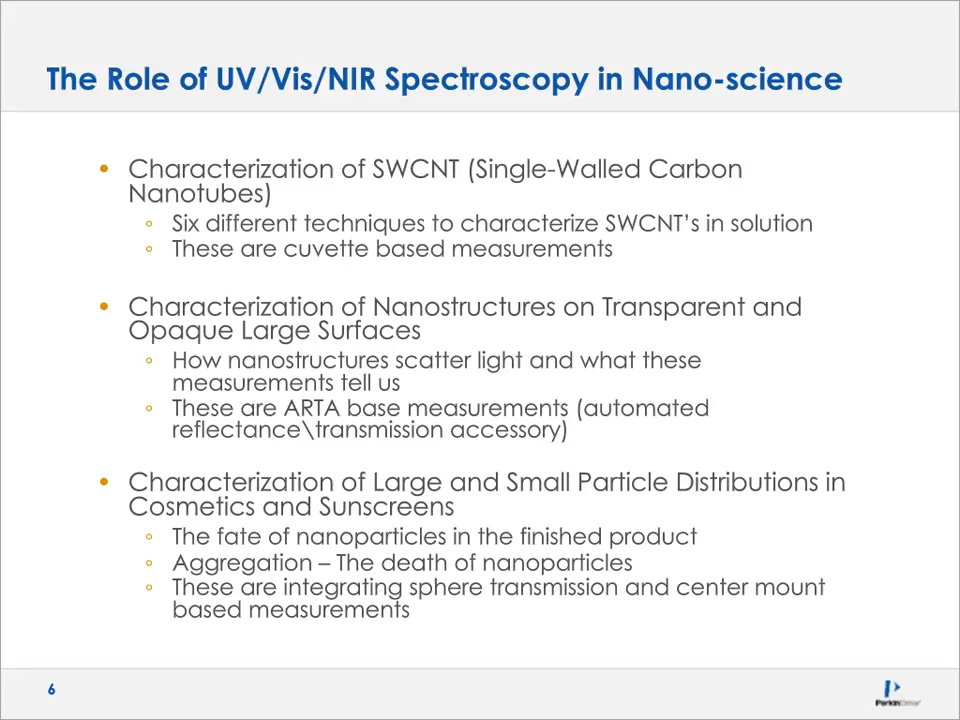 The Role of UV/Vis/NIR Spectroscopy in Nano-science
• Characterization of SWCNT (Single-Walled Carbon
Nanotubes)
◦ Six different techniques to characterize SWCNT’s in solution
◦ These are cuvette based measurements
• Characterization of Nanostructures on Transparent and
Opaque Large Surfaces
◦ How nanostructures scatter light and what these
measurements tell us
◦ These are ARTA base measurements (automated
reflectance\transmission accessory)
• Characterization of Large and Small Particle Distributions in
Cosmetics and Sunscreens
◦ The fate of nanoparticles in the finished product
◦ Aggregation – The death of nanoparticles
◦ These are integrating sphere transmission and center mount
based measurements
6
PerkinElmer